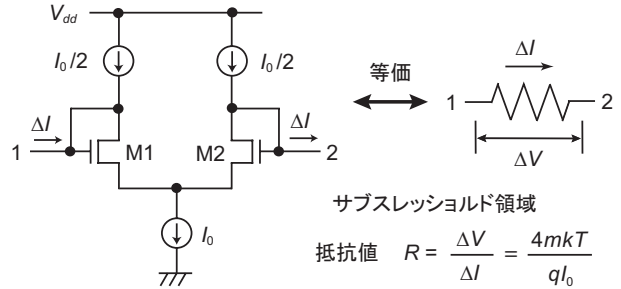 V_dd
I_0/2
I_0/2
ΔI
1
M1
M2
ΔI
2
I_0
等価
ΔI
1
2
ΔV
サブスレッショルド領域
抵抗値 R = ΔV/ΔI = 4mkT/qI_0